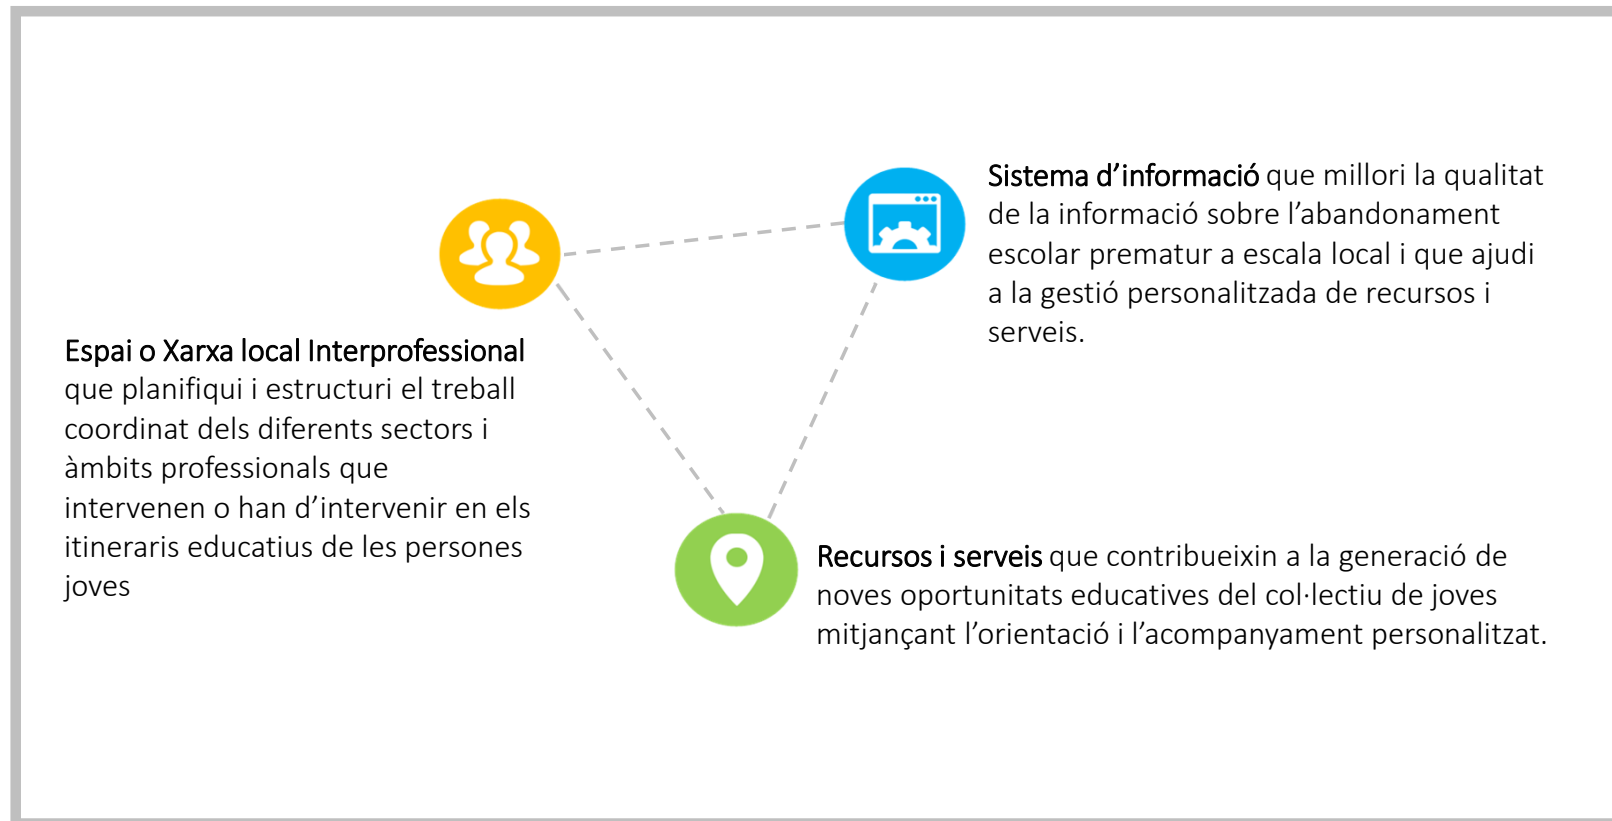 Espai o Xarxa local Interprofessional
que planifiqui i estructuri el treball
coordinat dels diferents sectors i
àmbits professionals que
intervenen o han d’intervenir en els
itineraris educatius de les persones
joves
Sistema d’informació que millori la qualitat
de la informació sobre l’abandonament
escolar prematur a escala local i que ajudi
a la gestió personalitzada de recursos i
serveis.
Recursos i serveis que contribueixin a la generació de
noves oportunitats educatives del col·lectiu de joves
mitjançant l’orientació i l’acompanyament personalitzat.